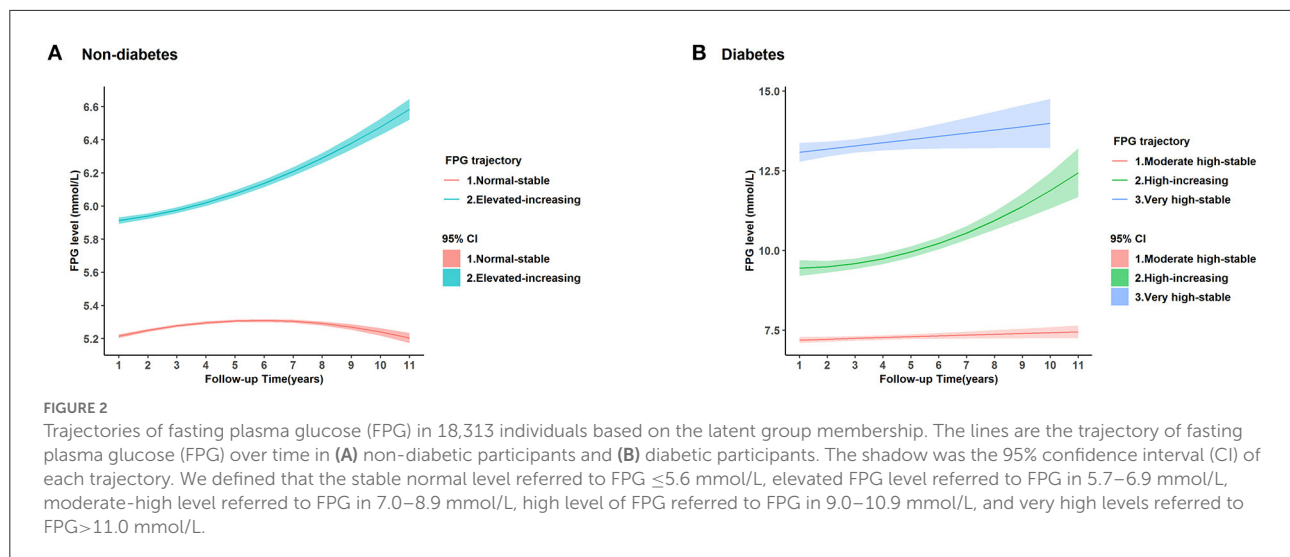 A Non-diabetes
6.6
6.4
6.2
6.0
5.8
5.6
5.4
5.2
FPG level (mmol/L)
1 2 3 4 5 6 7 8 9 10 11
Follow-up Time(years)
FPG trajectory
1.Normal-stable
2.Elevated-increasing
95% CI
1.Normal-stable
2.Elevated-increasing
B Diabetes
15.0
12.5
10.0
7.5
FPG level (mmol/L)
1 2 3 4 5 6 7 8 9 10 11
Follow-up Time(years)
FPG trajectory
1.Moderate high-stable
2.High-increasing
3.Very high-stable
95% CI
1.Moderate high-stable
2.High-increasing
3.Very high-stable
FIGURE 2
Trajectories of fasting plasma glucose (FPG) in 18,313 individuals based on the latent group membership. The lines are the trajectory of fasting
plasma glucose (FPG) over time in (A) non-diabetic participants and (B) diabetic participants. The shadow was the 95% confidence interval (CI) of
each trajectory. We defined that the stable normal level referred to FPG ≤5.6 mmol/L, elevated FPG level referred to FPG in 5.7–6.9 mmol/L,
moderate-high level referred to FPG in 7.0–8.9 mmol/L, high level of FPG referred to FPG in 9.0–10.9 mmol/L, and very high levels referred to
FPG>11.0 mmol/L.